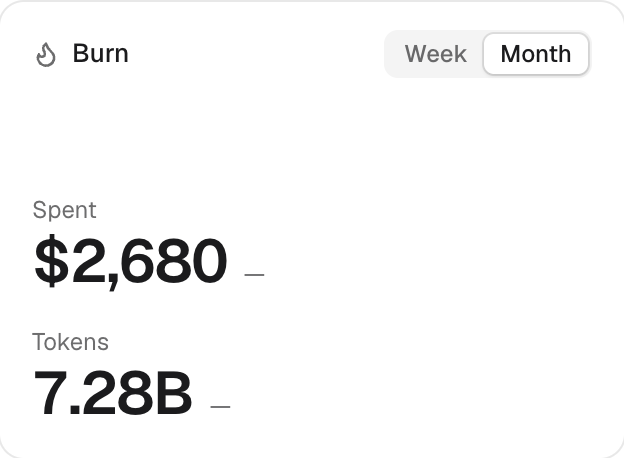 Burn
Week Month
Spent
$2,680 —
Tokens
7.28B —